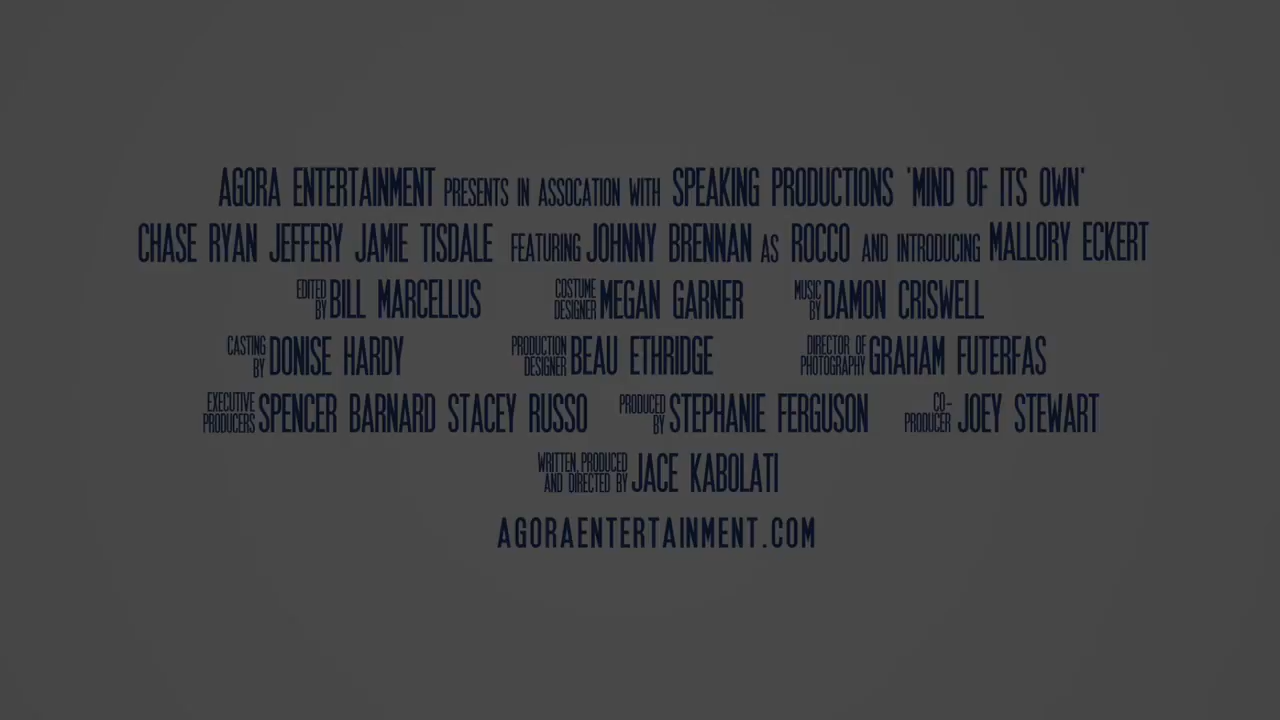 AGORA ENTERTAINMENT PRESENTS IN ASSOCATION WITH SPEAKING PRODUCTIONS 'MIND OF ITS OWN'
CHASE RYAN JEFFERY JAMIE TISDALE FEATURING JOHNNY BRENNAN AS ROCCO AND INTRODUCING MALLORY ECKERT
EDITED BY BILL MARCELLUS COSTUME DESIGNER MEGAN GARNER MUSIC BY DAMON CRISWELL
CASTING BY DONISE HARDY PRODUCTION DESIGNER BEAU ETHRIDGE DIRECTOR OF PHOTOGRAPHY GRAHAM FUTERFAS
EXECUTIVE PRODUCERS SPENCER BARNARD STACEY RUSSO PRODUCED BY STEPHANIE FERGUSON CO-PRODUCER JOEY STEWART
WRITTEN, PRODUCED AND DIRECTED BY JACE KABOLATI
AGORAENTERTAINMENT.COM